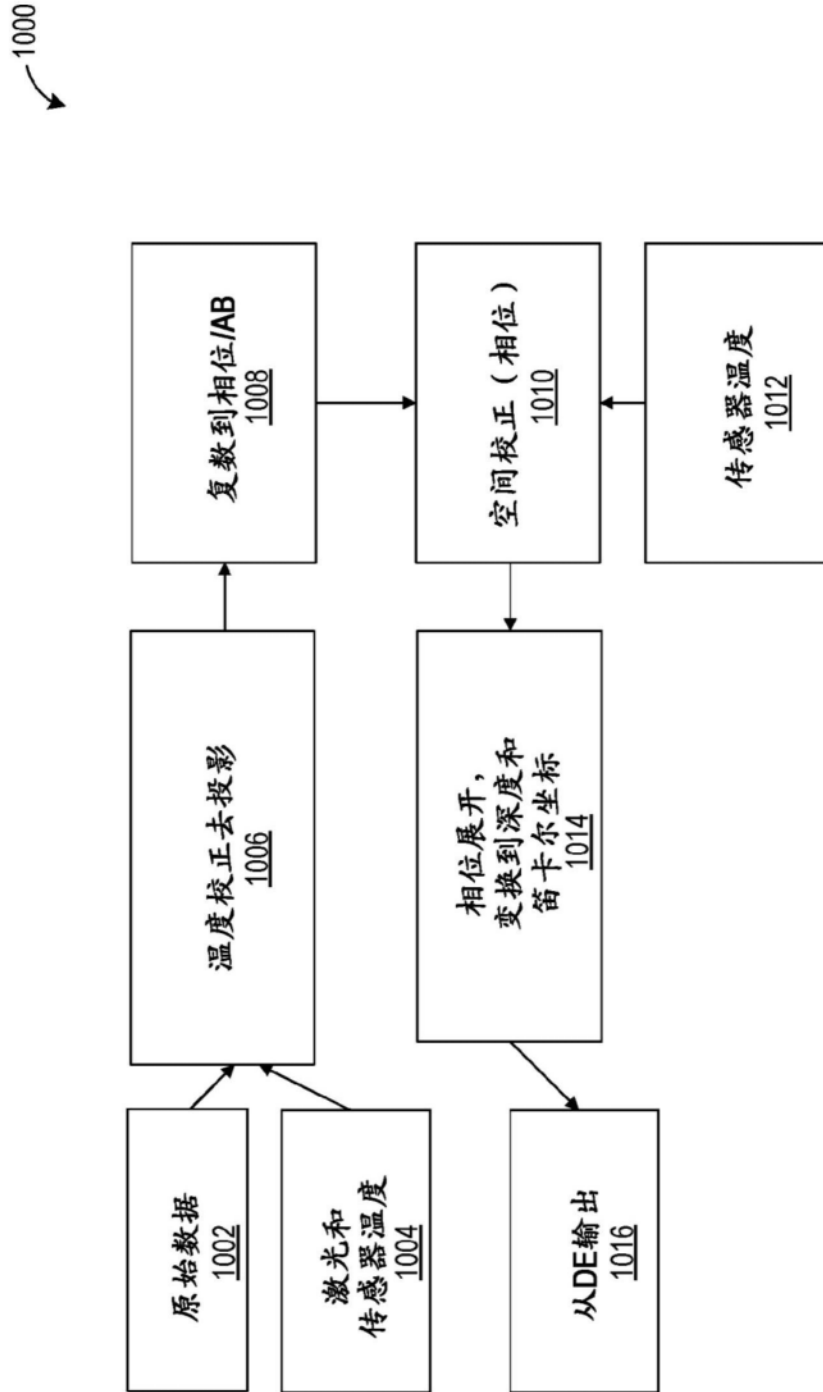 1000
原始数据
1002
激光和
传感器温度
1004
温度校正去投影
1006
复数到相位/AB
1008
空间校正（相位）
1010
传感器温度
1012
相位展开，
变换到深度和
笛卡尔坐标
1014
从DE输出
1016